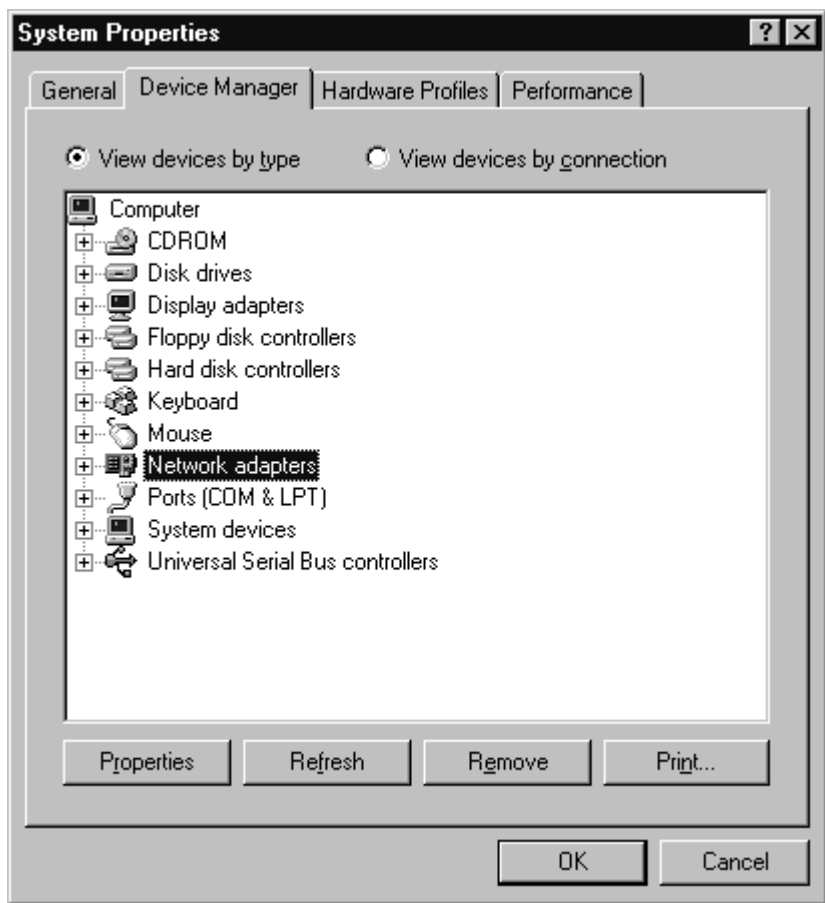 System Properties
General Device Manager Hardware Profiles Performance
View devices by type View devices by connection
Computer
CDROM
Disk drives
Display adapters
Floppy disk controllers
Hard disk controllers
Keyboard
Mouse
Network adapters
Ports (COM & LPT)
System devices
Universal Serial Bus controllers
Properties Refresh Remove Print...
OK Cancel